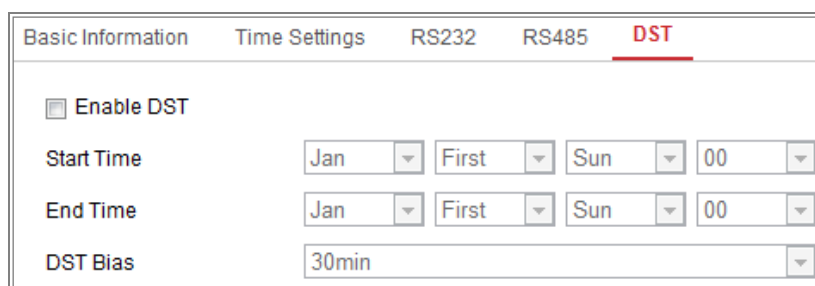 Basic Information Time Settings RS232 RS485 DST
Enable DST
Start Time Jan First Sun 00
End Time Jan First Sun 00
DST Bias 30min